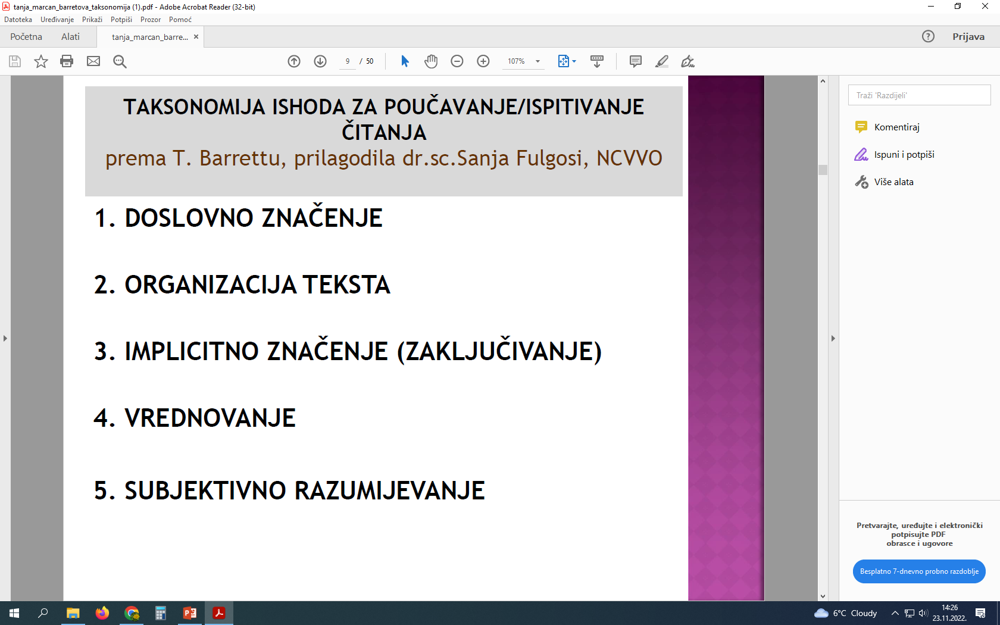 tanja_marcan_barretova_taksonomija (1).pdf - Adobe Acrobat Reader (32-bit)
Datoteka Uređivanje Prikaži Potpiši Prozor Pomoć
Početna Alati tanja_marcan_barre... Prijava
9 / 50 107%
TAKSONOMIJA ISHODA ZA POUČAVANJE/ISPITIVANJE
ČITANJA
prema T. Barrettu, prilagodila dr.sc.Sanja Fulgosi, NCVVO
1. DOSLOVNO ZNAČENJE
2. ORGANIZACIJA TEKSTA
3. IMPLICITNO ZNAČENJE (ZAKLJUČIVANJE)
4. VREDNOVANJE
5. SUBJEKTIVNO RAZUMIJEVANJE
Traži 'Razdijeli'
Komentiraj
Ispuni i potpiši
Više alata
Pretvarajte, uređujte i elektronički
potpisujte PDF
obrasce i ugovore
Besplatno 7-dnevno probno razdoblje
6°C Cloudy
14:26
23.11.2022.